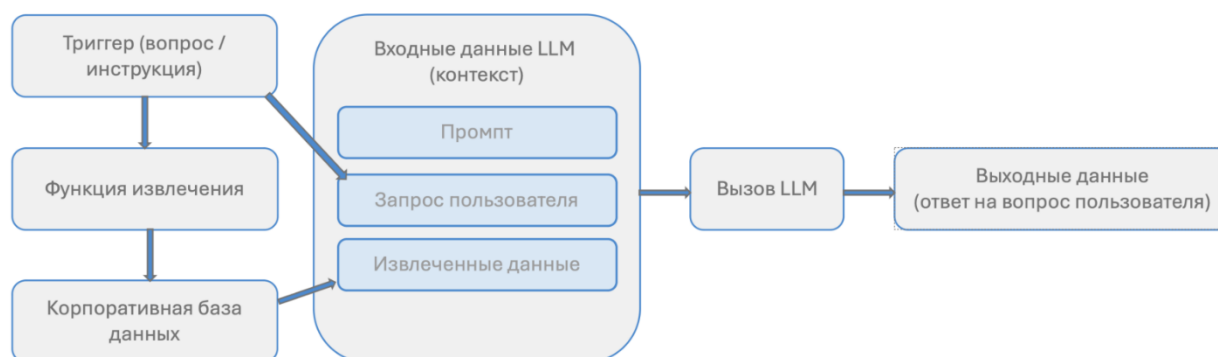 Триггер (вопрос /
инструкция)
Функция извлечения
Корпоративная база
данных
Входные данные LLM
(контекст)
Промпт
Запрос пользователя
Извлеченные данные
Вызов LLM
Выходные данные
(ответ на вопрос пользователя)